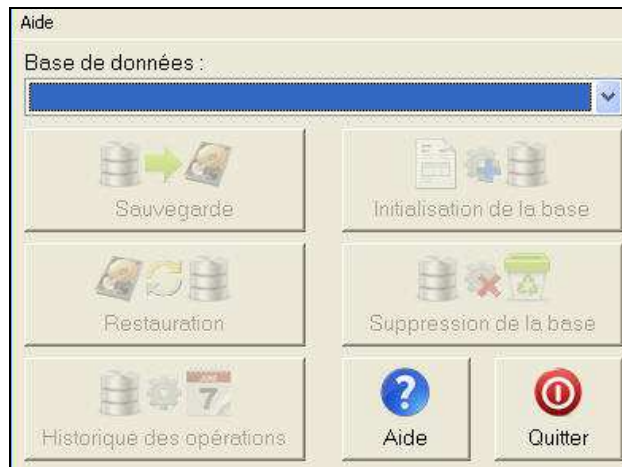 Aide
Base de données :
Sauvegarde
Initialisation de la base
Restauration
Suppression de la base
7
Historique des opérations
Aide
Quitter